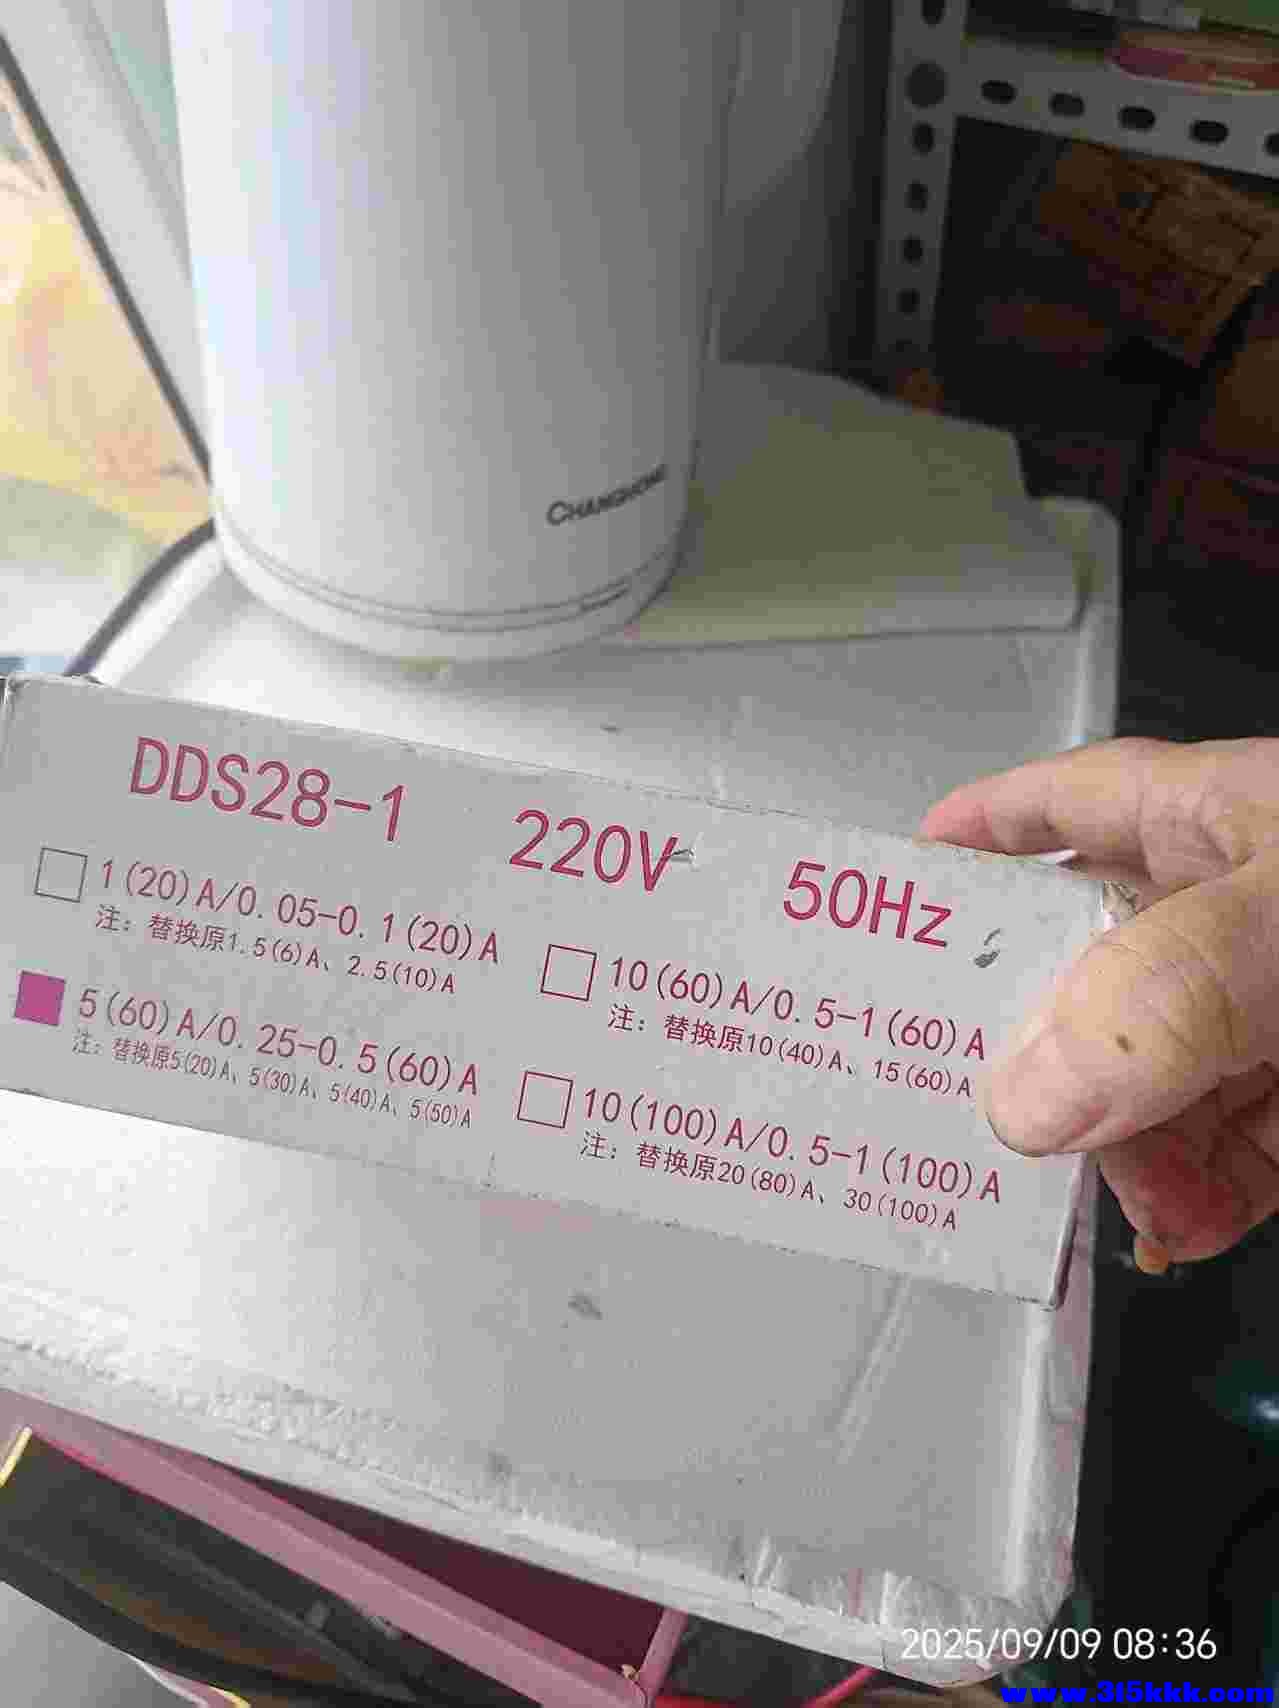 CHANGHONG
DDS28-1 220V 50Hz
1(20)A/0.05-0.1(20)A
注：替换原1.5(6)A、2.5(10)A
5(60)A/0.25-0.5(60)A
注：替换原5(20)A、5(30)A、5(40)A、5(50)A
10(60)A/0.5-1(60)A
注：替换原10(40)A、15(60)A
10(100)A/0.5-1(100)A
注：替换原20(80)A、30(100)A
2025/09/09 08:36
www.3l5kkk.com